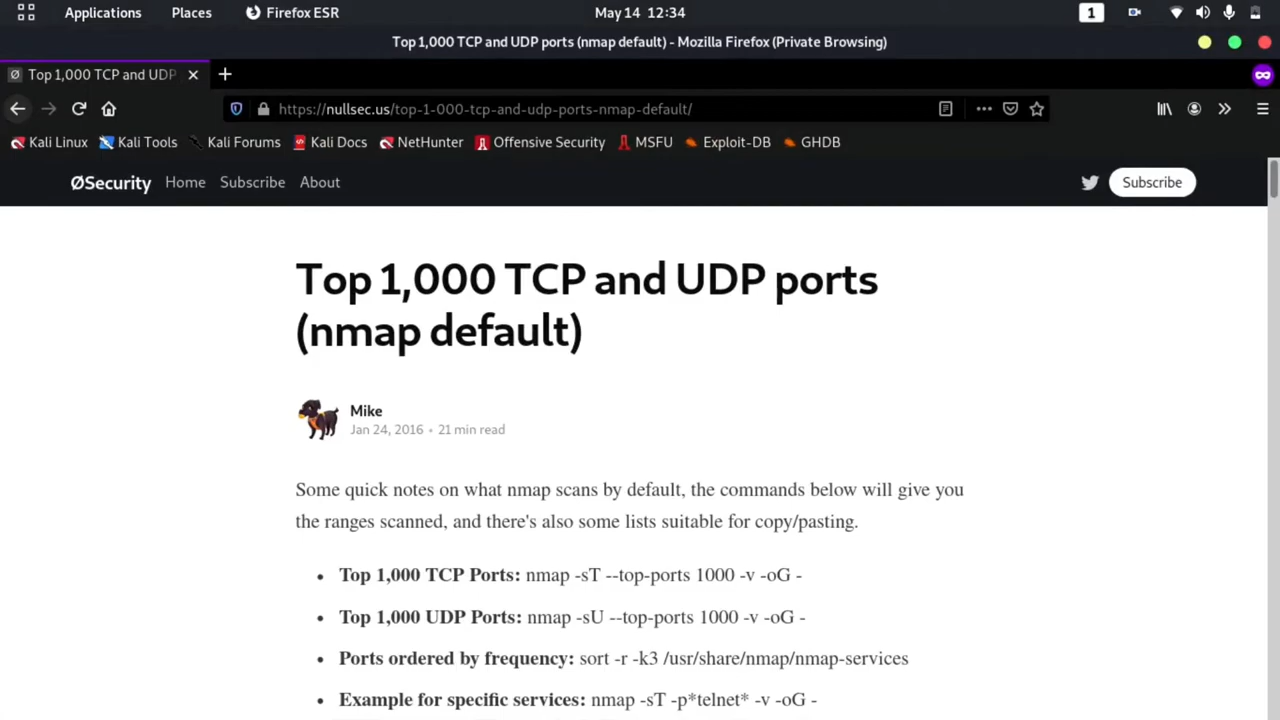 Applications Places Firefox ESR May 14 12:34 1
Top 1,000 TCP and UDP ports (nmap default) - Mozilla Firefox (Private Browsing)
Top 1,000 TCP and UDP
https://nullsec.us/top-1-000-tcp-and-udp-ports-nmap-default/
Kali Linux Kali Tools Kali Forums Kali Docs NetHunter Offensive Security MSFU Exploit-DB GHDB
ØSecurity Home Subscribe About Subscribe
Top 1,000 TCP and UDP ports
(nmap default)
Mike
Jan 24, 2016 • 21 min read
Some quick notes on what nmap scans by default, the commands below will give you
the ranges scanned, and there's also some lists suitable for copy/pasting.
• Top 1,000 TCP Ports: nmap -sT --top-ports 1000 -v -oG -
• Top 1,000 UDP Ports: nmap -sU --top-ports 1000 -v -oG -
• Ports ordered by frequency: sort -r -k3 /usr/share/nmap/nmap-services
• Example for specific services: nmap -sT -p*telnet* -v -oG -